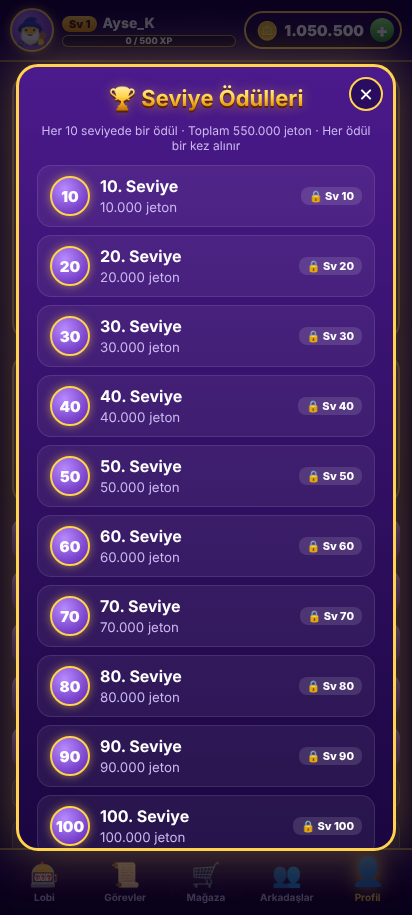 Sv 1 Ayse_K
0 / 500 XP
1.050.500 +
🏆 Seviye Ödülleri
✕
Her 10 seviyede bir ödül · Toplam 550.000 jeton · Her ödül
bir kez alınır
10
10. Seviye
10.000 jeton
🔒 Sv 10
20
20. Seviye
20.000 jeton
🔒 Sv 20
30
30. Seviye
30.000 jeton
🔒 Sv 30
40
40. Seviye
40.000 jeton
🔒 Sv 40
50
50. Seviye
50.000 jeton
🔒 Sv 50
60
60. Seviye
60.000 jeton
🔒 Sv 60
70
70. Seviye
70.000 jeton
🔒 Sv 70
80
80. Seviye
80.000 jeton
🔒 Sv 80
90
90. Seviye
90.000 jeton
🔒 Sv 90
100
100. Seviye
100.000 jeton
🔒 Sv 100
Lobi
Görevler
Mağaza
Arkadaşlar
Profil